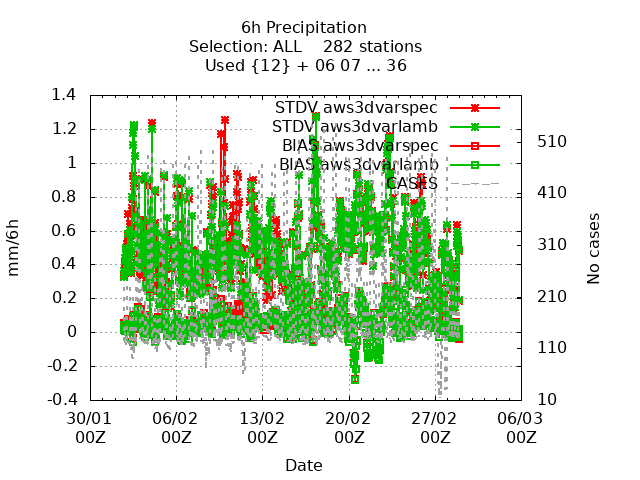 6h Precipitation
Selection: ALL    282 stations
Used {12} + 06 07 ... 36
STDV aws3dvarspec
STDV aws3dvarlamb
BIAS aws3dvarspec
BIAS aws3dvarlamb
CASES
1.4
1.2
1
0.8
0.6
0.4
0.2
0
-0.2
-0.4
mm/6h
510
410
310
210
110
10
No cases
30/01 06/02 13/02 20/02 27/02 06/03
00Z 00Z 00Z 00Z 00Z 00Z
Date